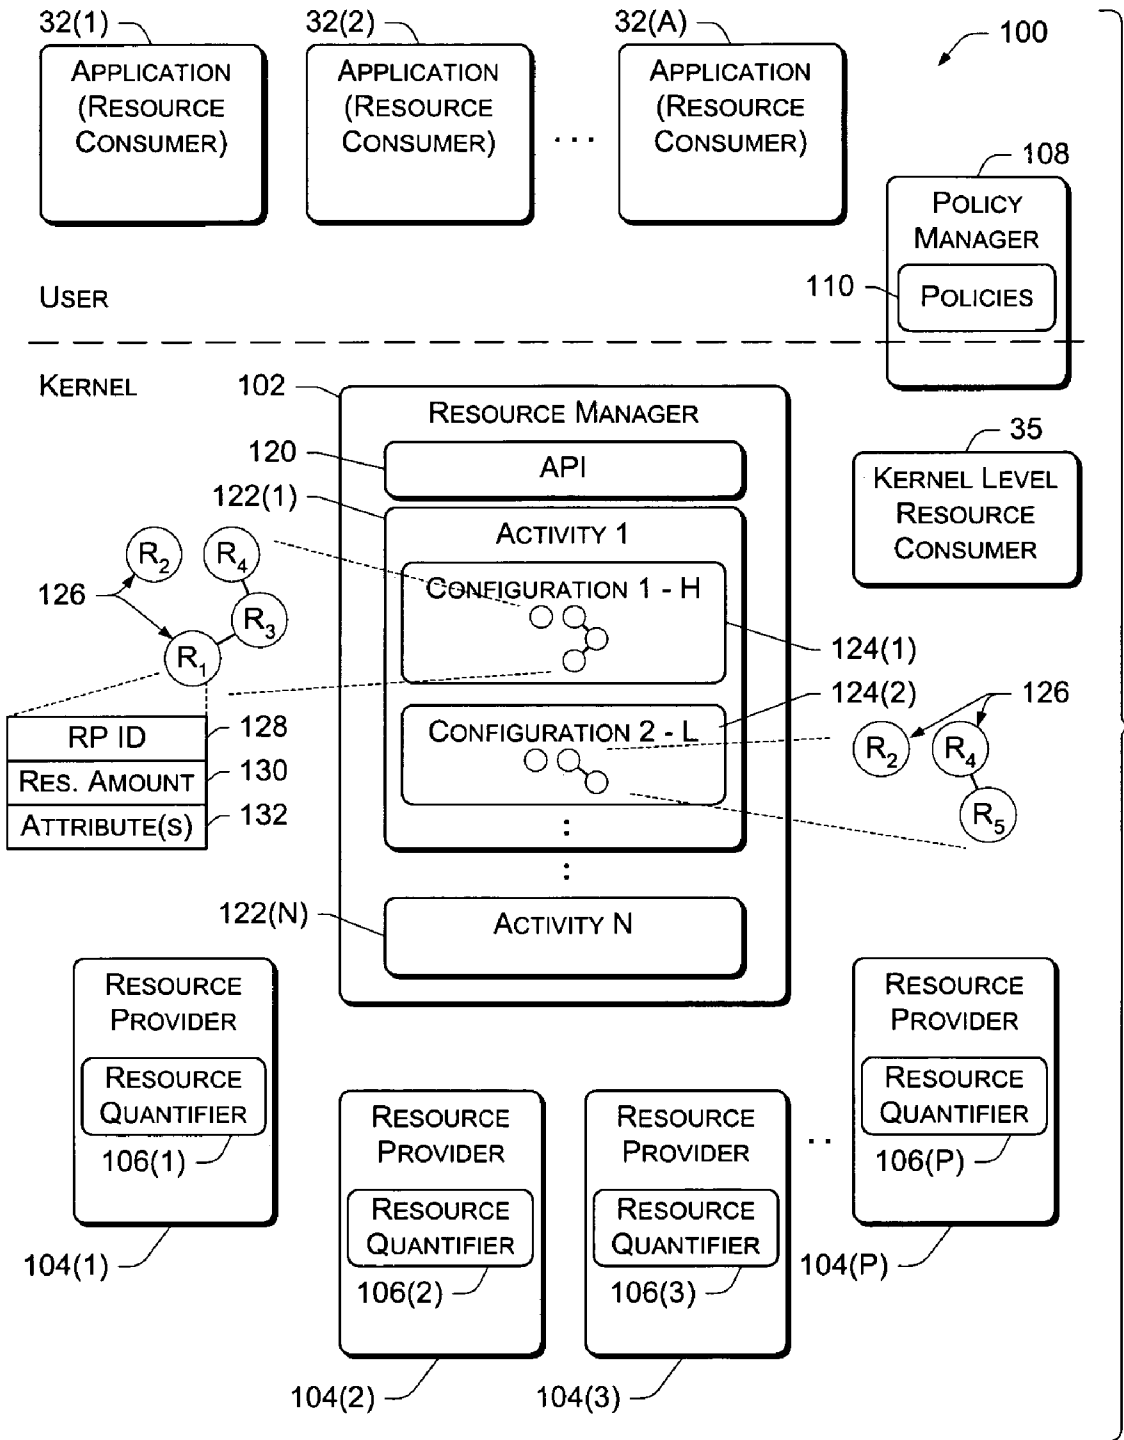 32(1)
32(2)
32(A)
100
APPLICATION
(RESOURCE
CONSUMER)
APPLICATION
(RESOURCE
CONSUMER)
. . .
APPLICATION
(RESOURCE
CONSUMER)
108
POLICY
MANAGER
110
POLICIES
USER
KERNEL
102
RESOURCE MANAGER
35
120
API
KERNEL LEVEL
RESOURCE
CONSUMER
122(1)
ACTIVITY 1
R2
R4
126
R3
R1
CONFIGURATION 1 - H
124(1)
124(2)
126
RP ID
128
RES. AMOUNT
130
ATTRIBUTE(S)
132
CONFIGURATION 2 - L
R2
R4
R5
:
:
122(N)
ACTIVITY N
RESOURCE
PROVIDER
RESOURCE
QUANTIFIER
106(1)
104(1)
RESOURCE
PROVIDER
RESOURCE
QUANTIFIER
106(2)
104(2)
RESOURCE
PROVIDER
RESOURCE
QUANTIFIER
106(3)
104(3)
. .
RESOURCE
PROVIDER
RESOURCE
QUANTIFIER
106(P)
104(P)